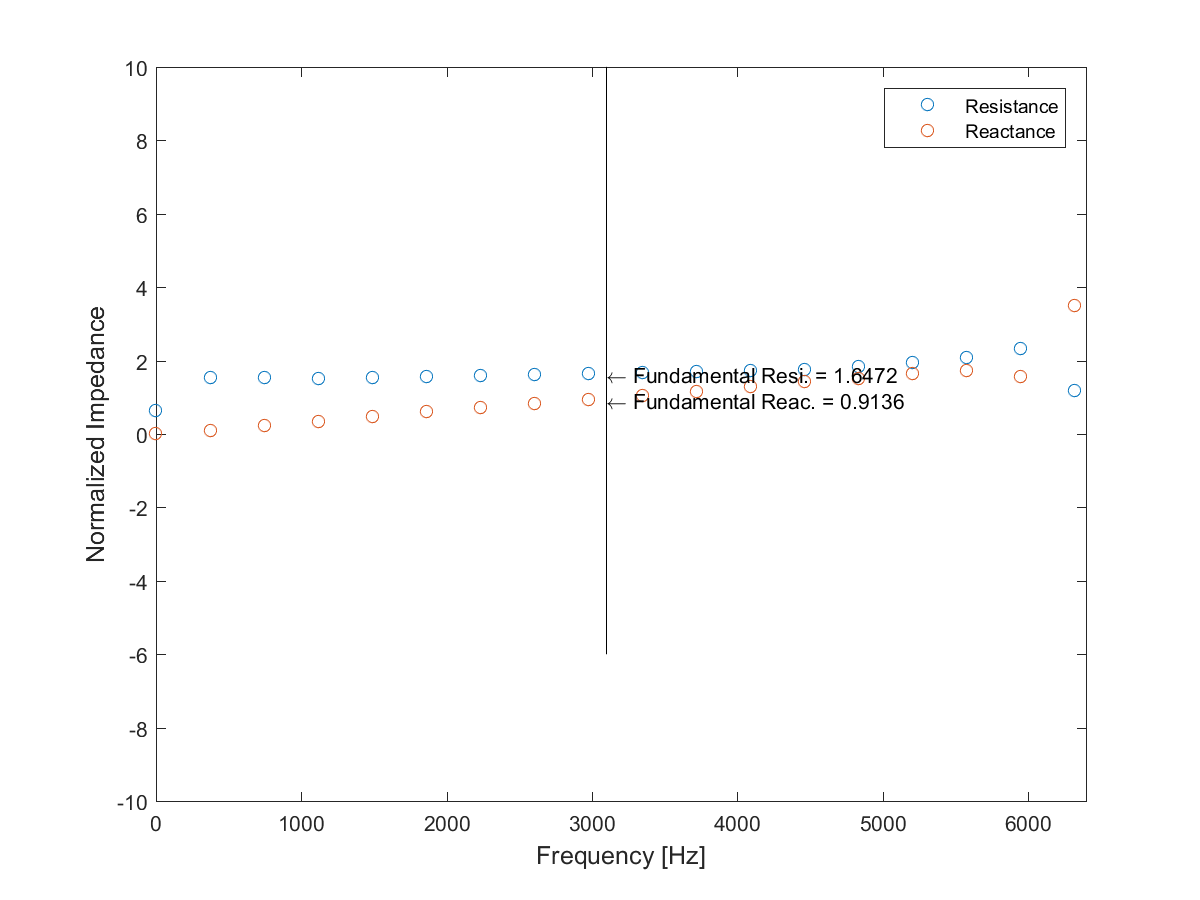 10
8
6
4
2
0
-2
-4
-6
-8
-10
Normalized Impedance
Resistance
Reactance
← Fundamental Resi. = 1.6472
← Fundamental Reac. = 0.9136
0 1000 2000 3000 4000 5000 6000
Frequency [Hz]